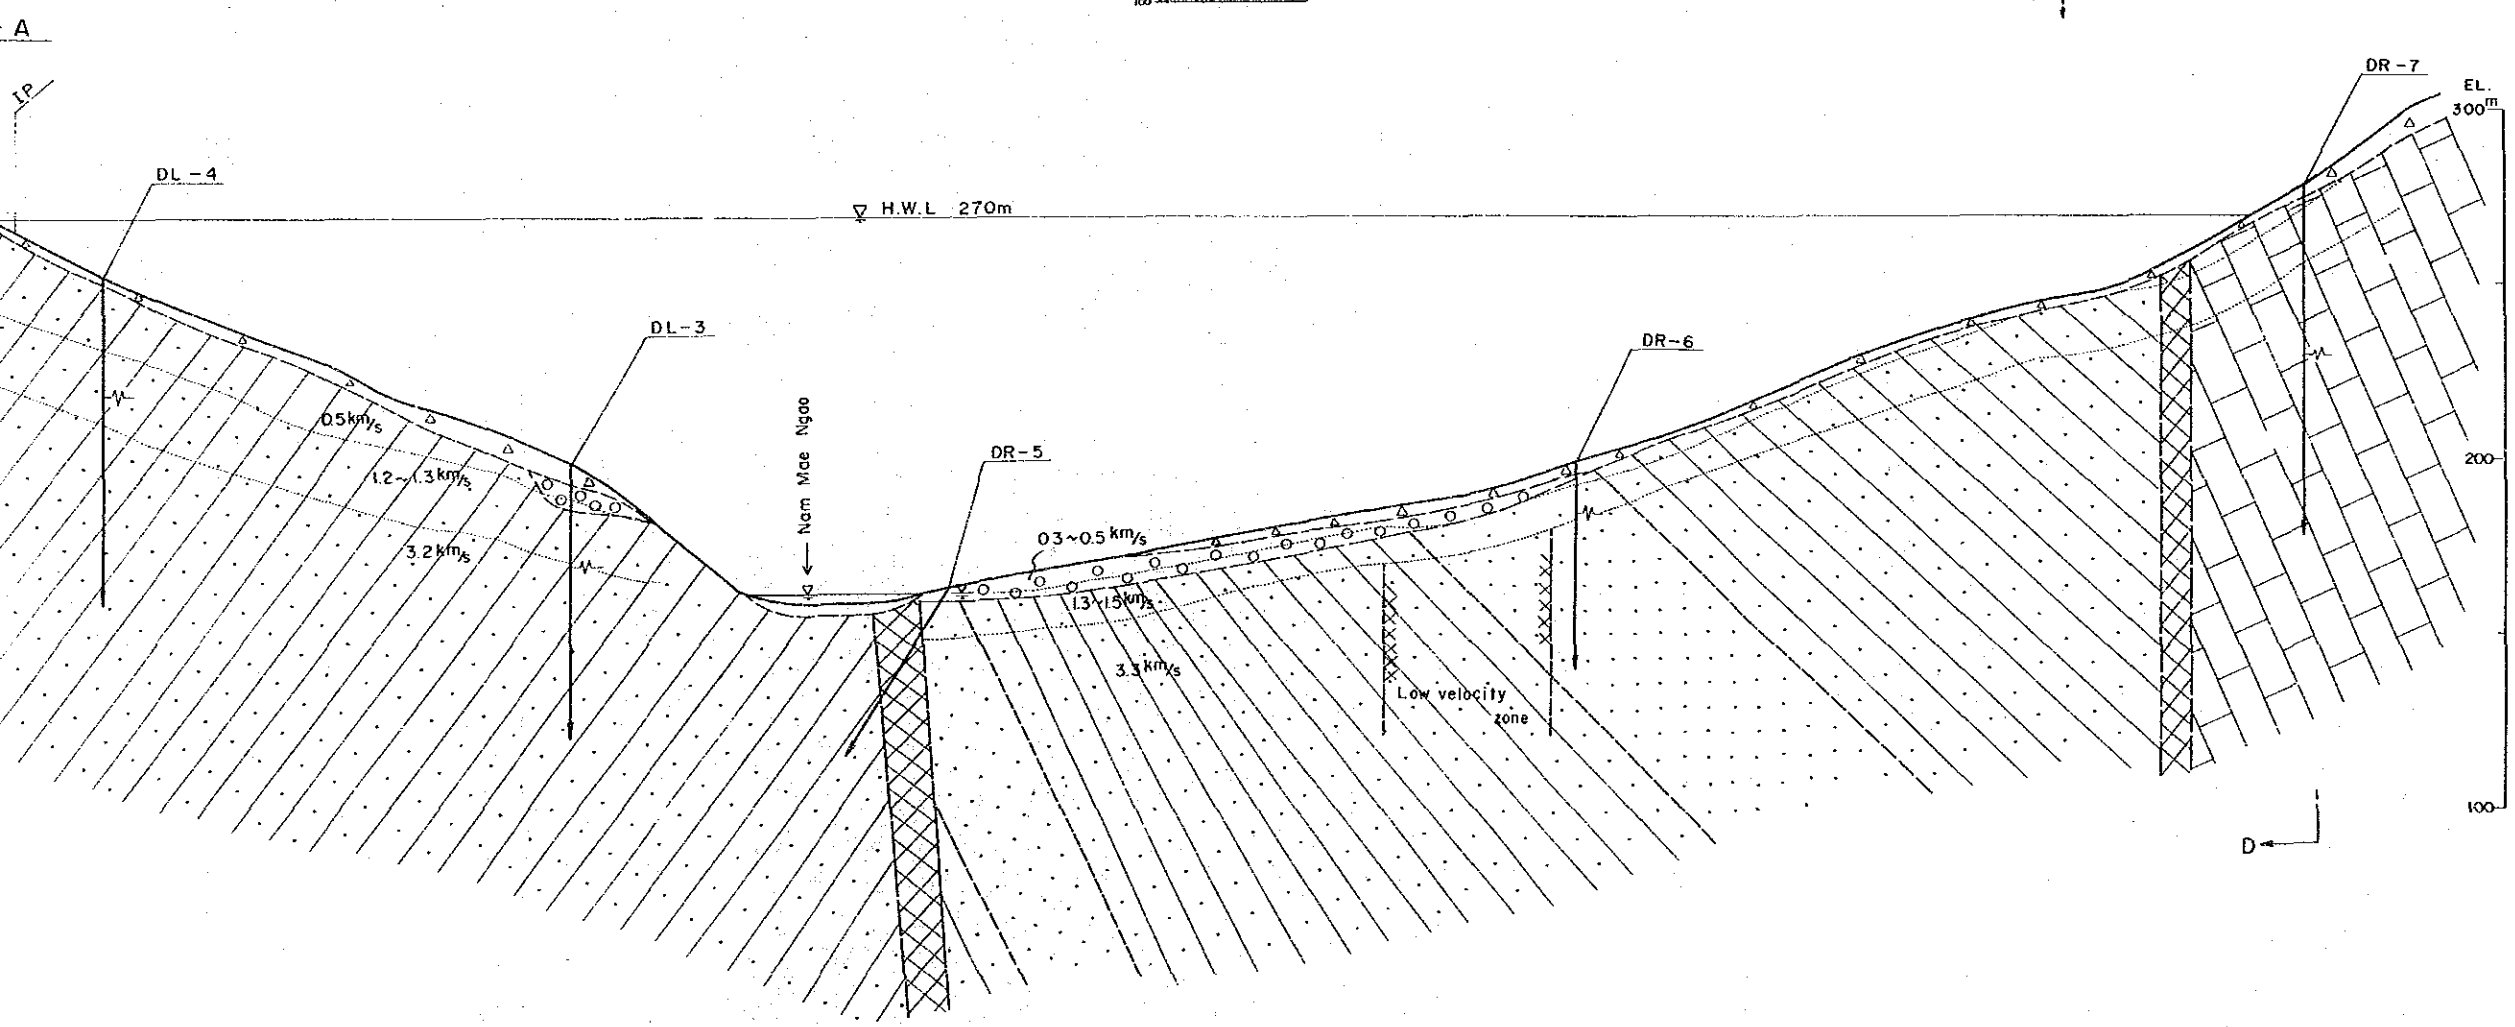 A
IP
DR-7
EL.
300m
DL-4
H.W.L 270m
DL-3
DR-6
Nam Mae Ngao
0.5km/s
DR-5
200
1.2~1.3km/s
03~0.5km/s
3.2km/s
1.3~1.5km/s
3.3km/s
Low velocity
zone
100
D